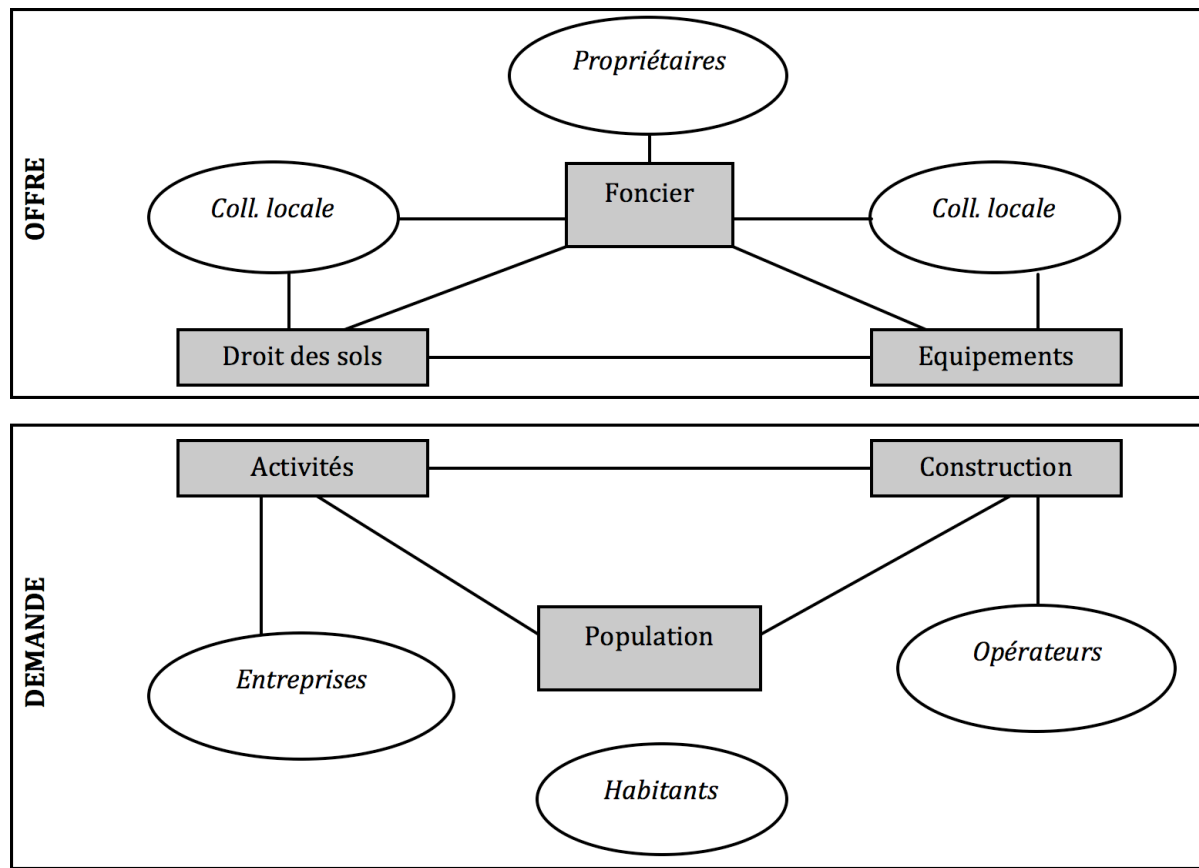 OFFRE
Propriétaires
Foncier
Coll. locale
Coll. locale
Droit des sols
Equipements
DEMANDE
Activités
Construction
Population
Entreprises
Opérateurs
Habitants